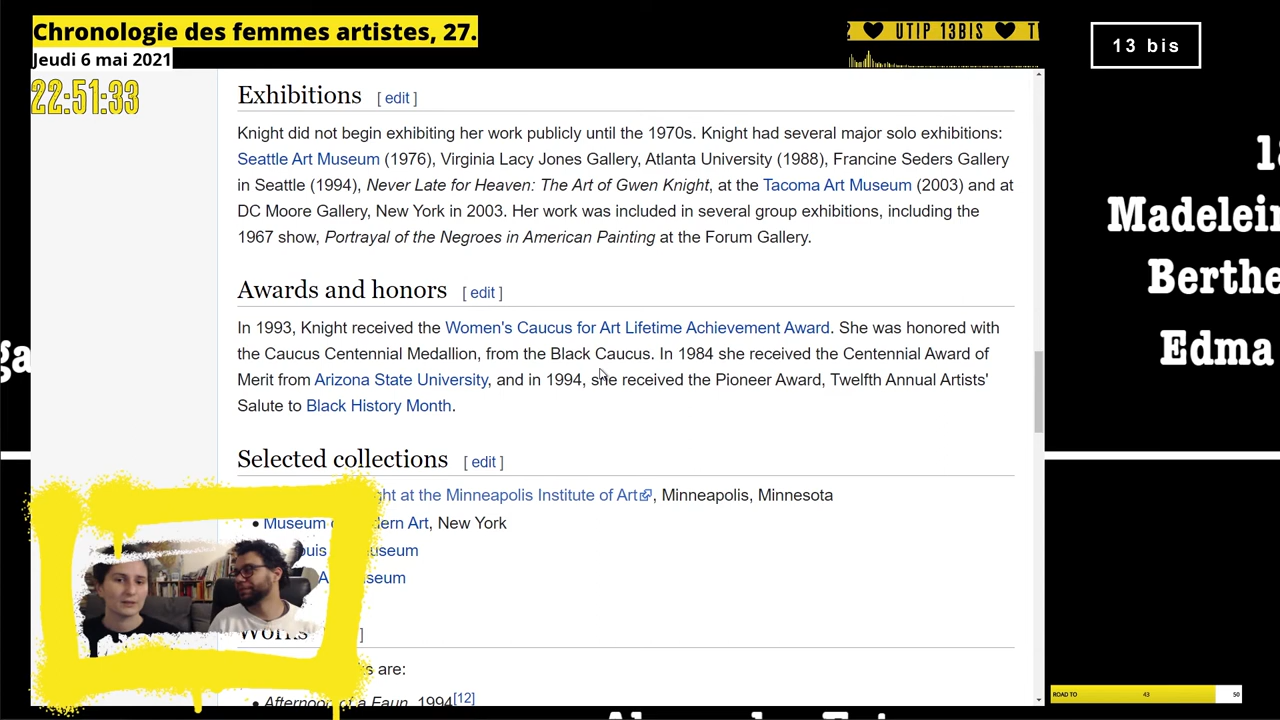 Chronologie des femmes artistes, 27.
Jeudi 6 mai 2021
22:51:33
UTIP 13BIS
13 bis
Exhibitions [ edit ]
Knight did not begin exhibiting her work publicly until the 1970s. Knight had several major solo exhibitions:
Seattle Art Museum (1976), Virginia Lacy Jones Gallery, Atlanta University (1988), Francine Seders Gallery
in Seattle (1994), Never Late for Heaven: The Art of Gwen Knight, at the Tacoma Art Museum (2003) and at
DC Moore Gallery, New York in 2003. Her work was included in several group exhibitions, including the
1967 show, Portrayal of the Negroes in American Painting at the Forum Gallery.
Awards and honors [ edit ]
In 1993, Knight received the Women's Caucus for Art Lifetime Achievement Award. She was honored with
the Caucus Centennial Medallion, from the Black Caucus. In 1984 she received the Centennial Award of
Merit from Arizona State University, and in 1994, she received the Pioneer Award, Twelfth Annual Artists'
Salute to Black History Month.
Selected collections [ edit ]
at the Minneapolis Institute of Art, Minneapolis, Minnesota
Museum Art, New York
Works
are:
Afternoon of a Faun, 1994[12]
Madelei
Berthe
Edma
ROAD TO 43 50